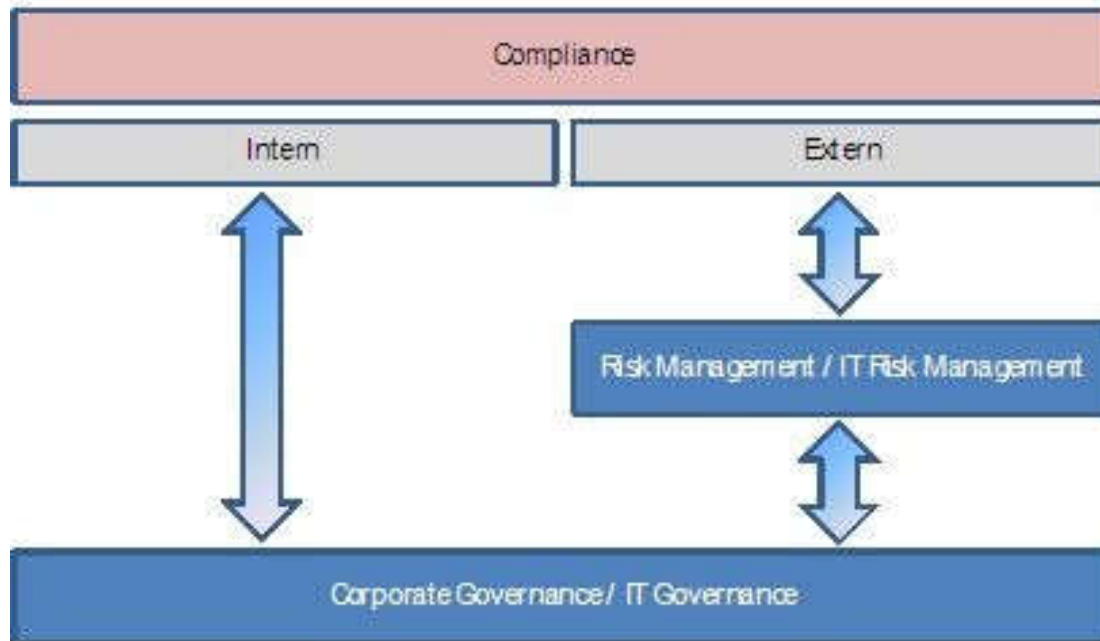 Compliance
Intern
Extern
Risk Management / IT Risk Management
Corporate Governance / IT Governance